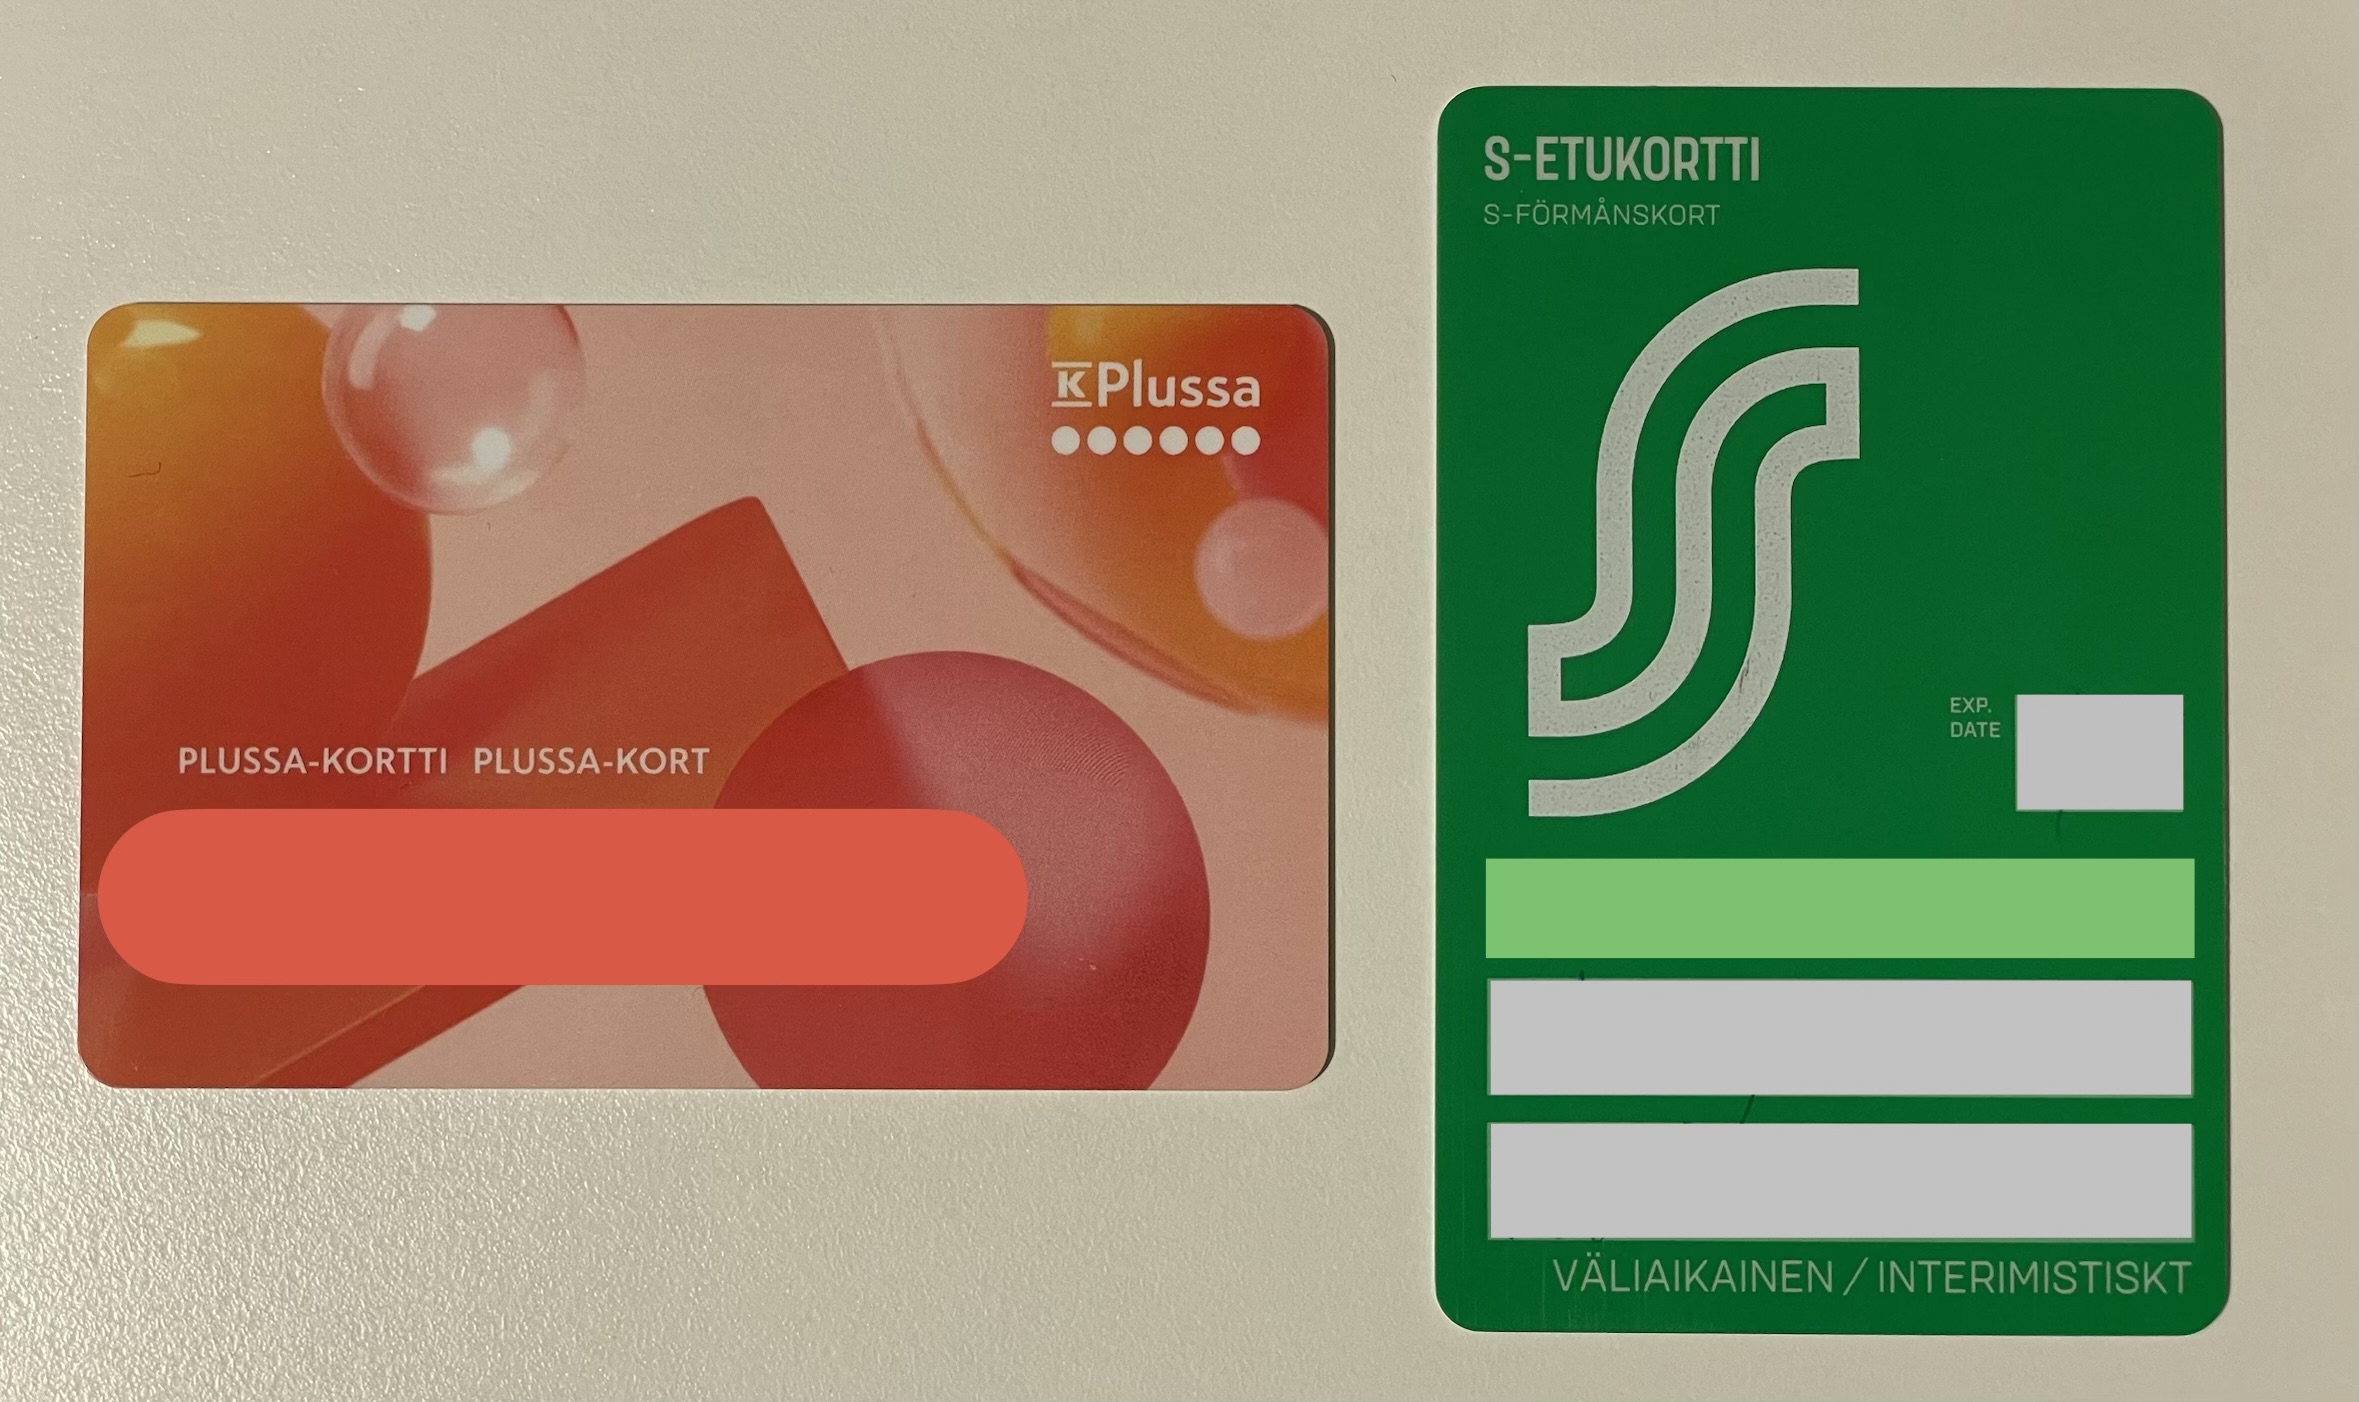 K Plussa
PLUSSA-KORTTI PLUSSA-KORT
S-ETUKORTTI
S-FÖRMÅNSKORT
EXP.
DATE
VÄLIAIKAINEN / INTERIMISTISKT